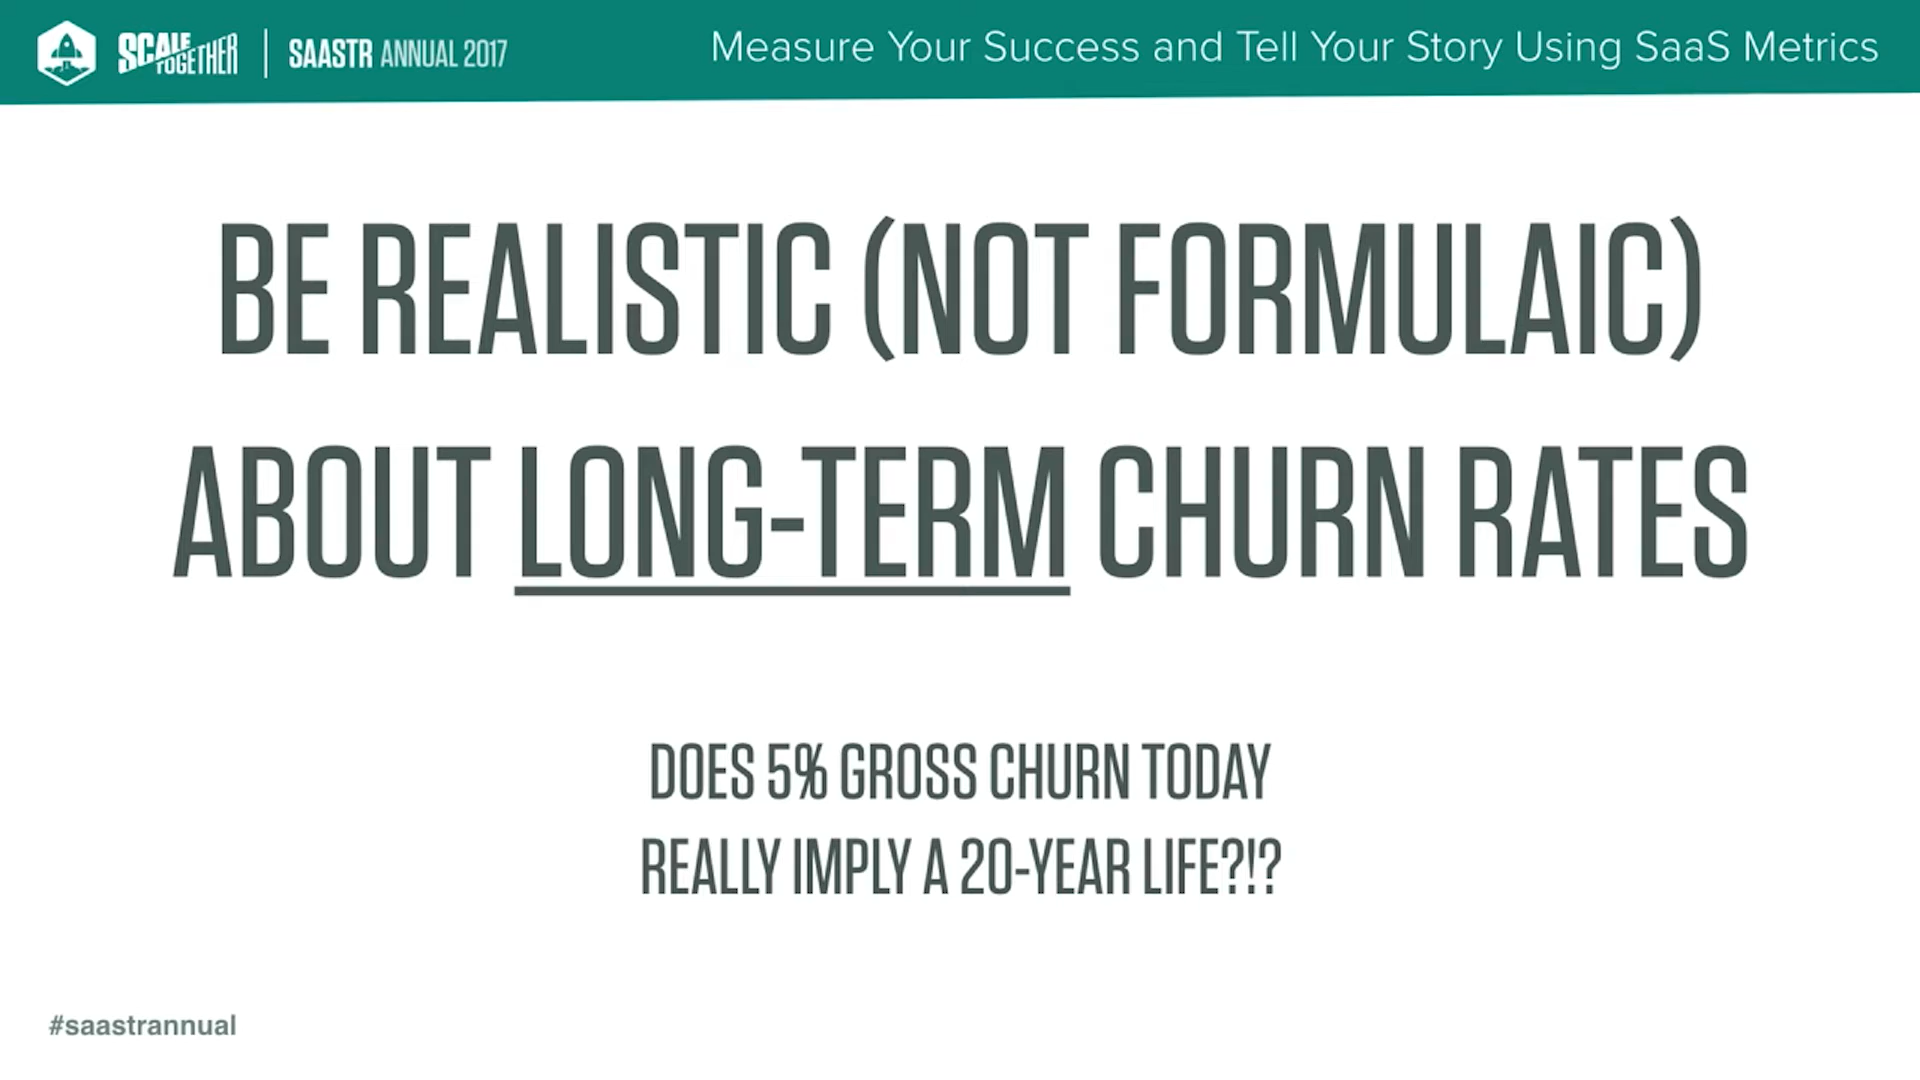 SCALE TOGETHER | SAASTR ANNUAL 2017
Measure Your Success and Tell Your Story Using SaaS Metrics
BE REALISTIC (NOT FORMULAIC)
ABOUT LONG-TERM CHURN RATES
DOES 5% GROSS CHURN TODAY
REALLY IMPLY A 20-YEAR LIFE?!?
#saastrannual